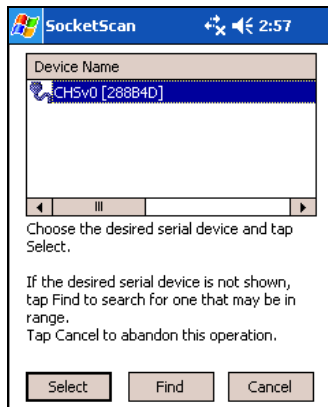 SocketScan 2:57
Device Name
CHSv0 [288B4D]
Choose the desired serial device and tap
Select.
If the desired serial device is not shown,
tap Find to search for one that may be in
range.
Tap Cancel to abandon this operation.
Select Find Cancel